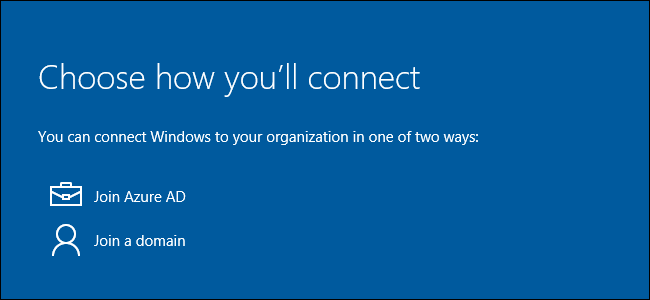 Choose how you'll connect
You can connect Windows to your organization in one of two ways:
Join Azure AD
Join a domain